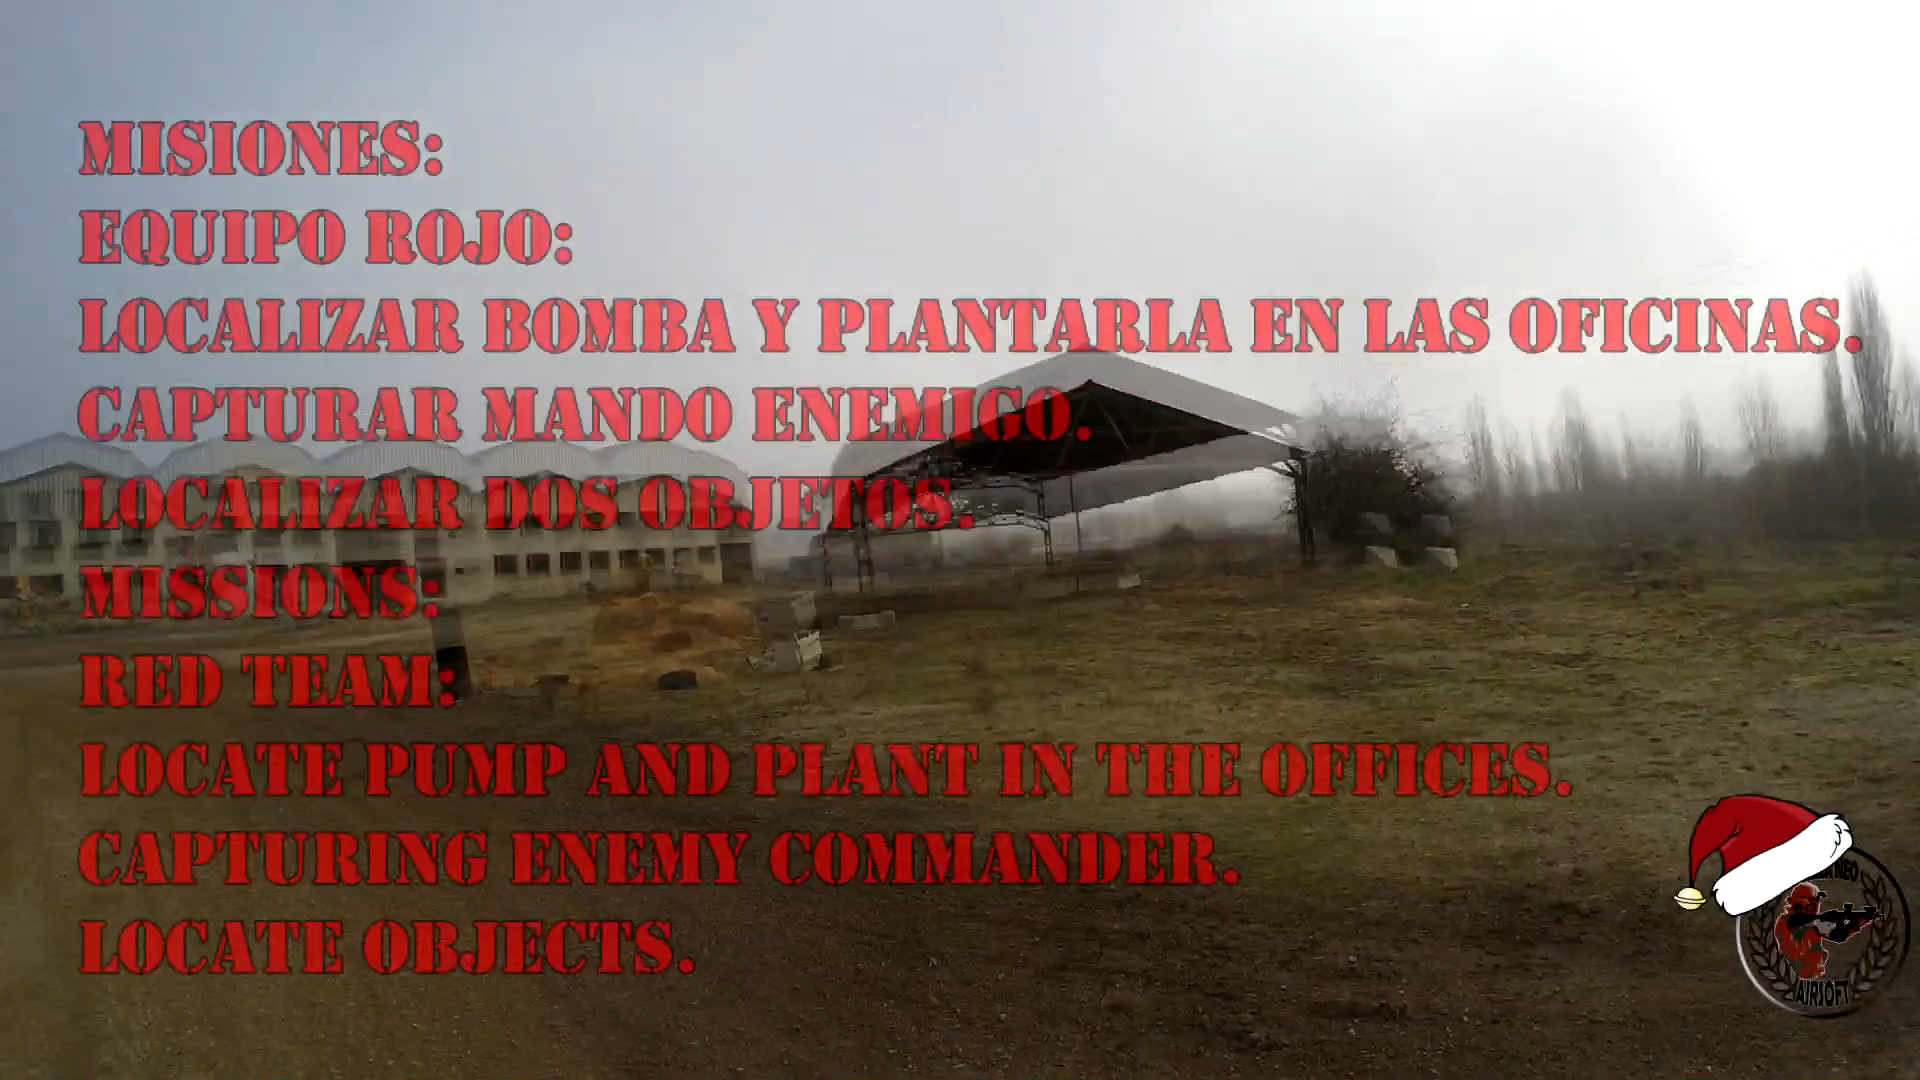 MISIONES:
EQUIPO ROJO:
LOCALIZAR BOMBA Y PLANTARLA EN LAS OFICINAS.
CAPTURAR MANDO ENEMIGO.
LOCALIZAR DOS OBJETOS.
MISSIONS:
RED TEAM:
LOCATE PUMP AND PLANT IN THE OFFICES.
CAPTURING ENEMY COMMANDER.
LOCATE OBJECTS.
AIRSOFT